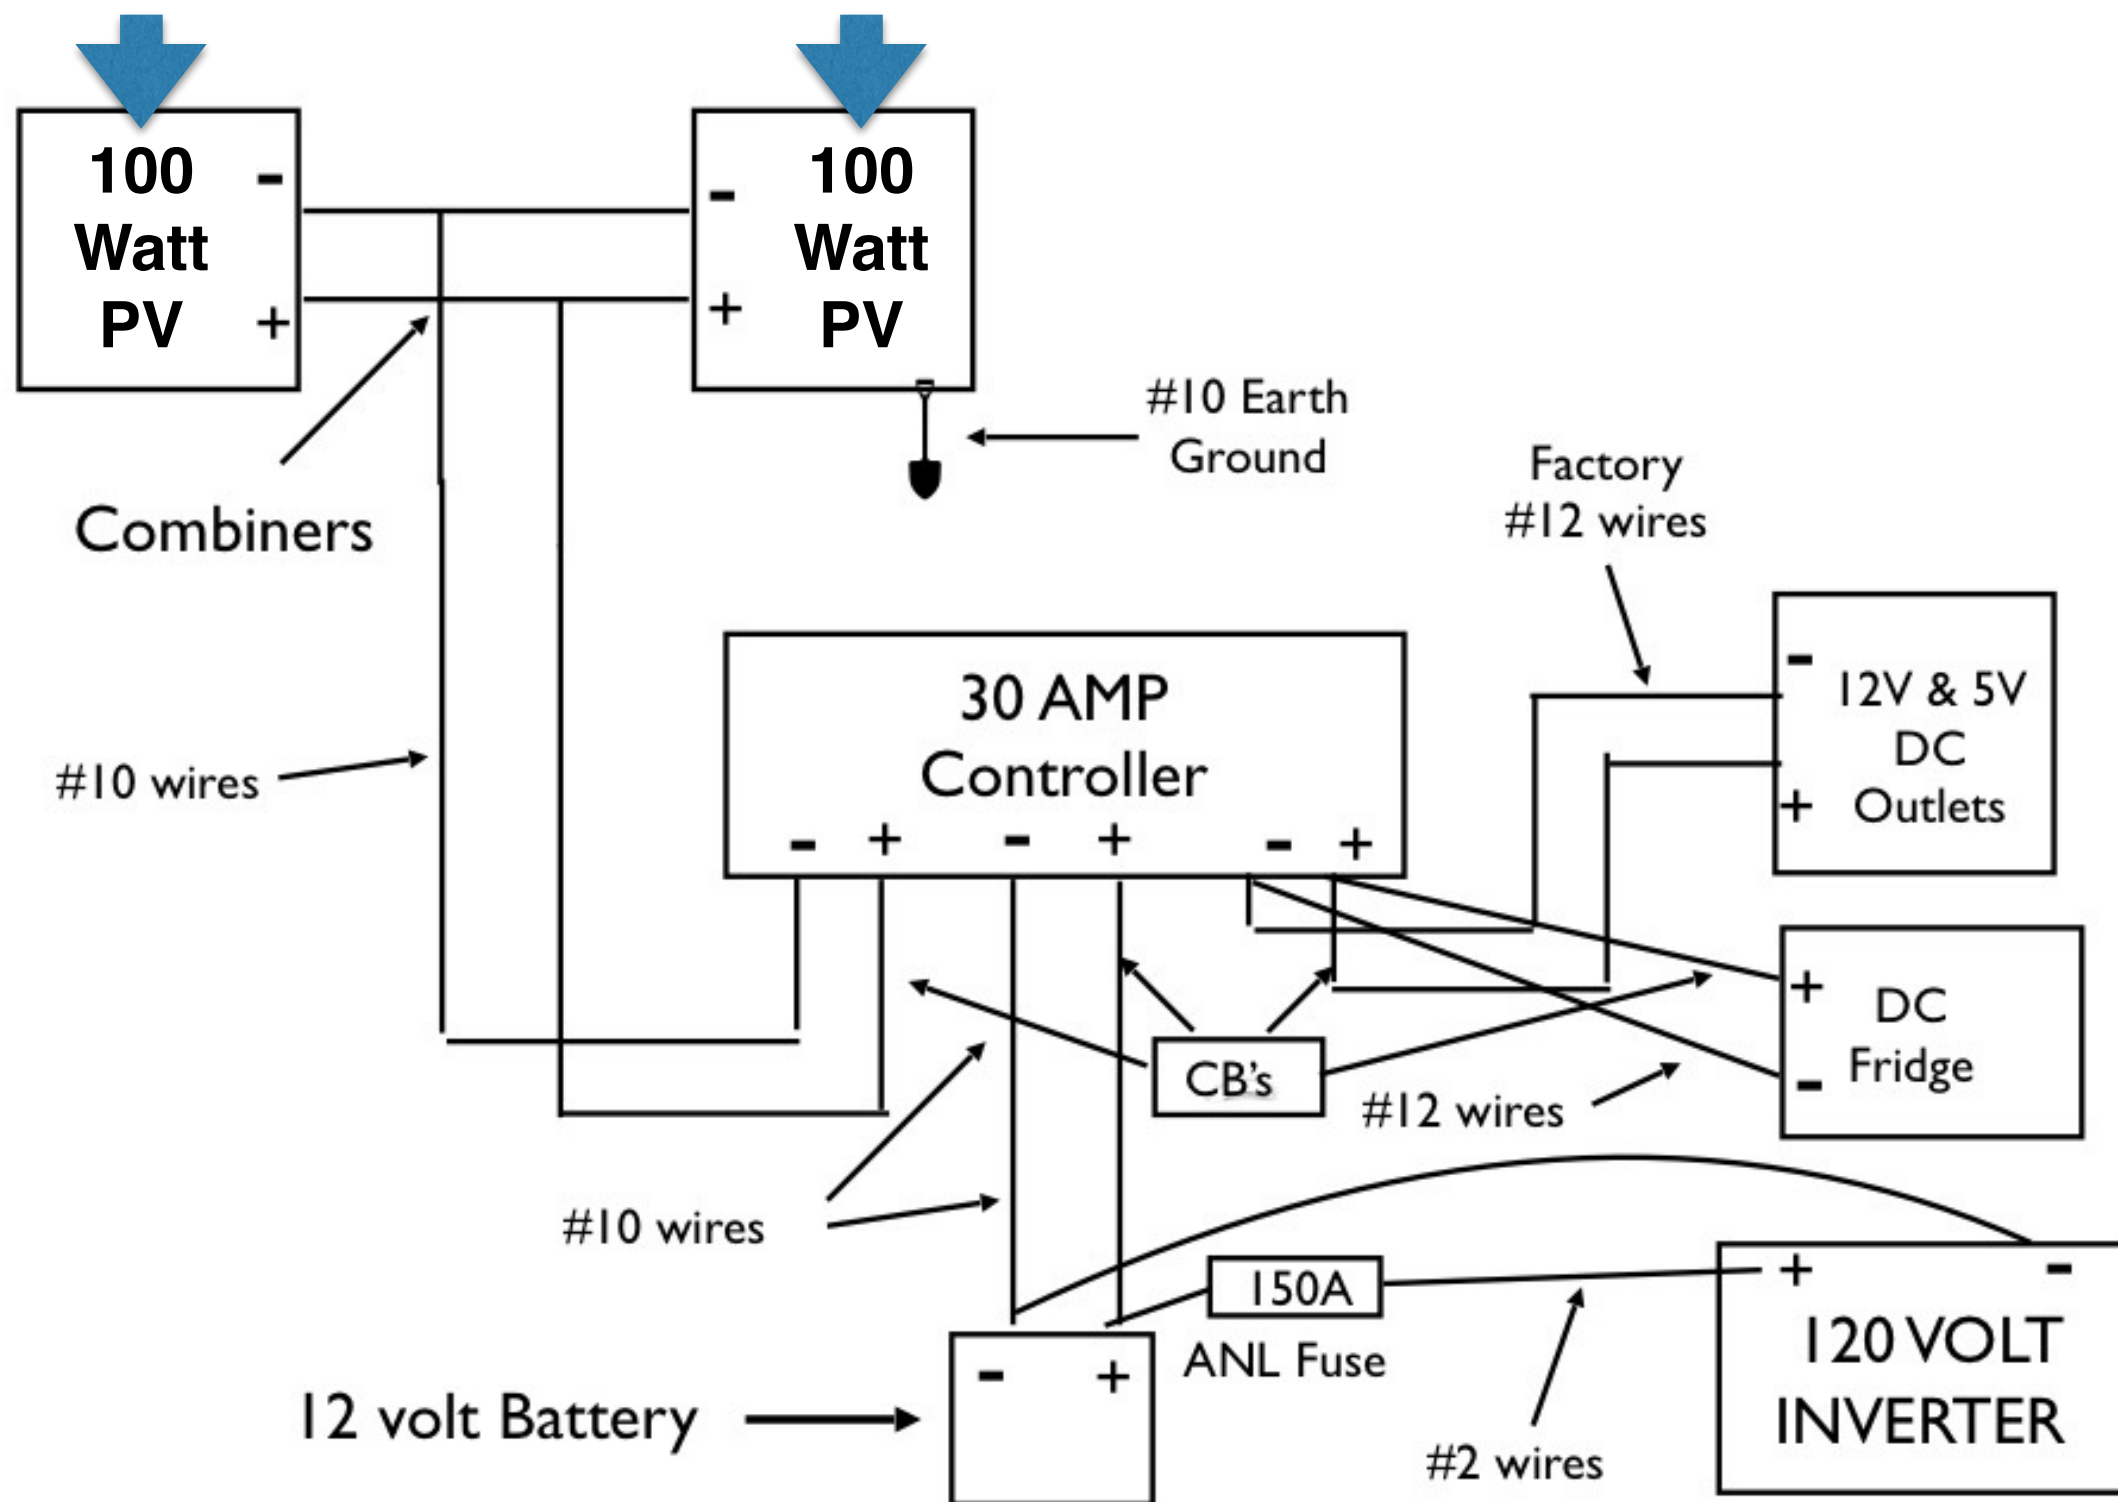 100
Watt
PV
-
+
100
Watt
PV
-
+
#10 Earth
Ground
Combiners
Factory
#12 wires
-
12V & 5V
DC
Outlets
+
30 AMP
Controller
- + - + - +
#10 wires
+
DC
Fridge
-
CB's
#12 wires
#10 wires
150A
ANL Fuse
+ -
120 VOLT
INVERTER
- +
12 volt Battery
#2 wires